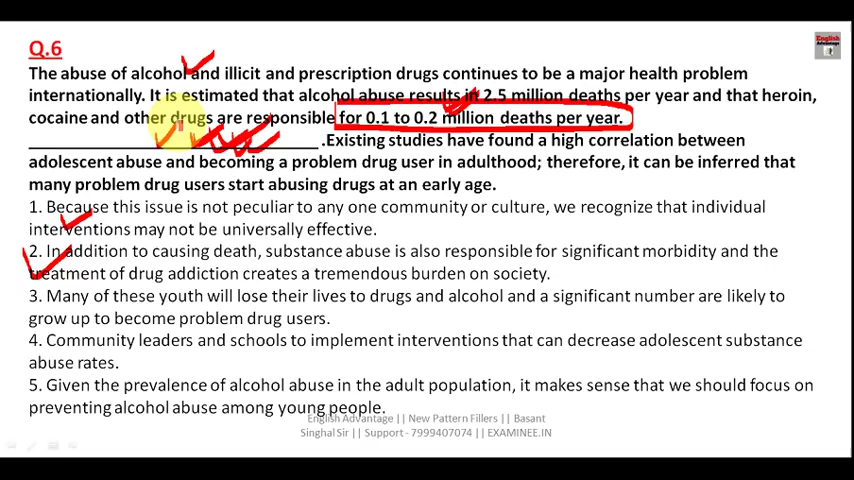 Q.6
English
Advantage
The abuse of alcohol and illicit and prescription drugs continues to be a major health problem
internationally. It is estimated that alcohol abuse results in 2.5 million deaths per year and that heroin,
cocaine and other drugs are responsible for 0.1 to 0.2 million deaths per year.
______________________________ .Existing studies have found a high correlation between
adolescent abuse and becoming a problem drug user in adulthood; therefore, it can be inferred that
many problem drug users start abusing drugs at an early age.
1. Because this issue is not peculiar to any one community or culture, we recognize that individual
interventions may not be universally effective.
2. In addition to causing death, substance abuse is also responsible for significant morbidity and the
treatment of drug addiction creates a tremendous burden on society.
3. Many of these youth will lose their lives to drugs and alcohol and a significant number are likely to
grow up to become problem drug users.
4. Community leaders and schools to implement interventions that can decrease adolescent substance
abuse rates.
5. Given the prevalence of alcohol abuse in the adult population, it makes sense that we should focus on
preventing alcohol abuse among young people.
English Advantage || New Pattern Fillers || Basant
Singhal Sir || Support - 7999407074 || EXAMINEE.IN